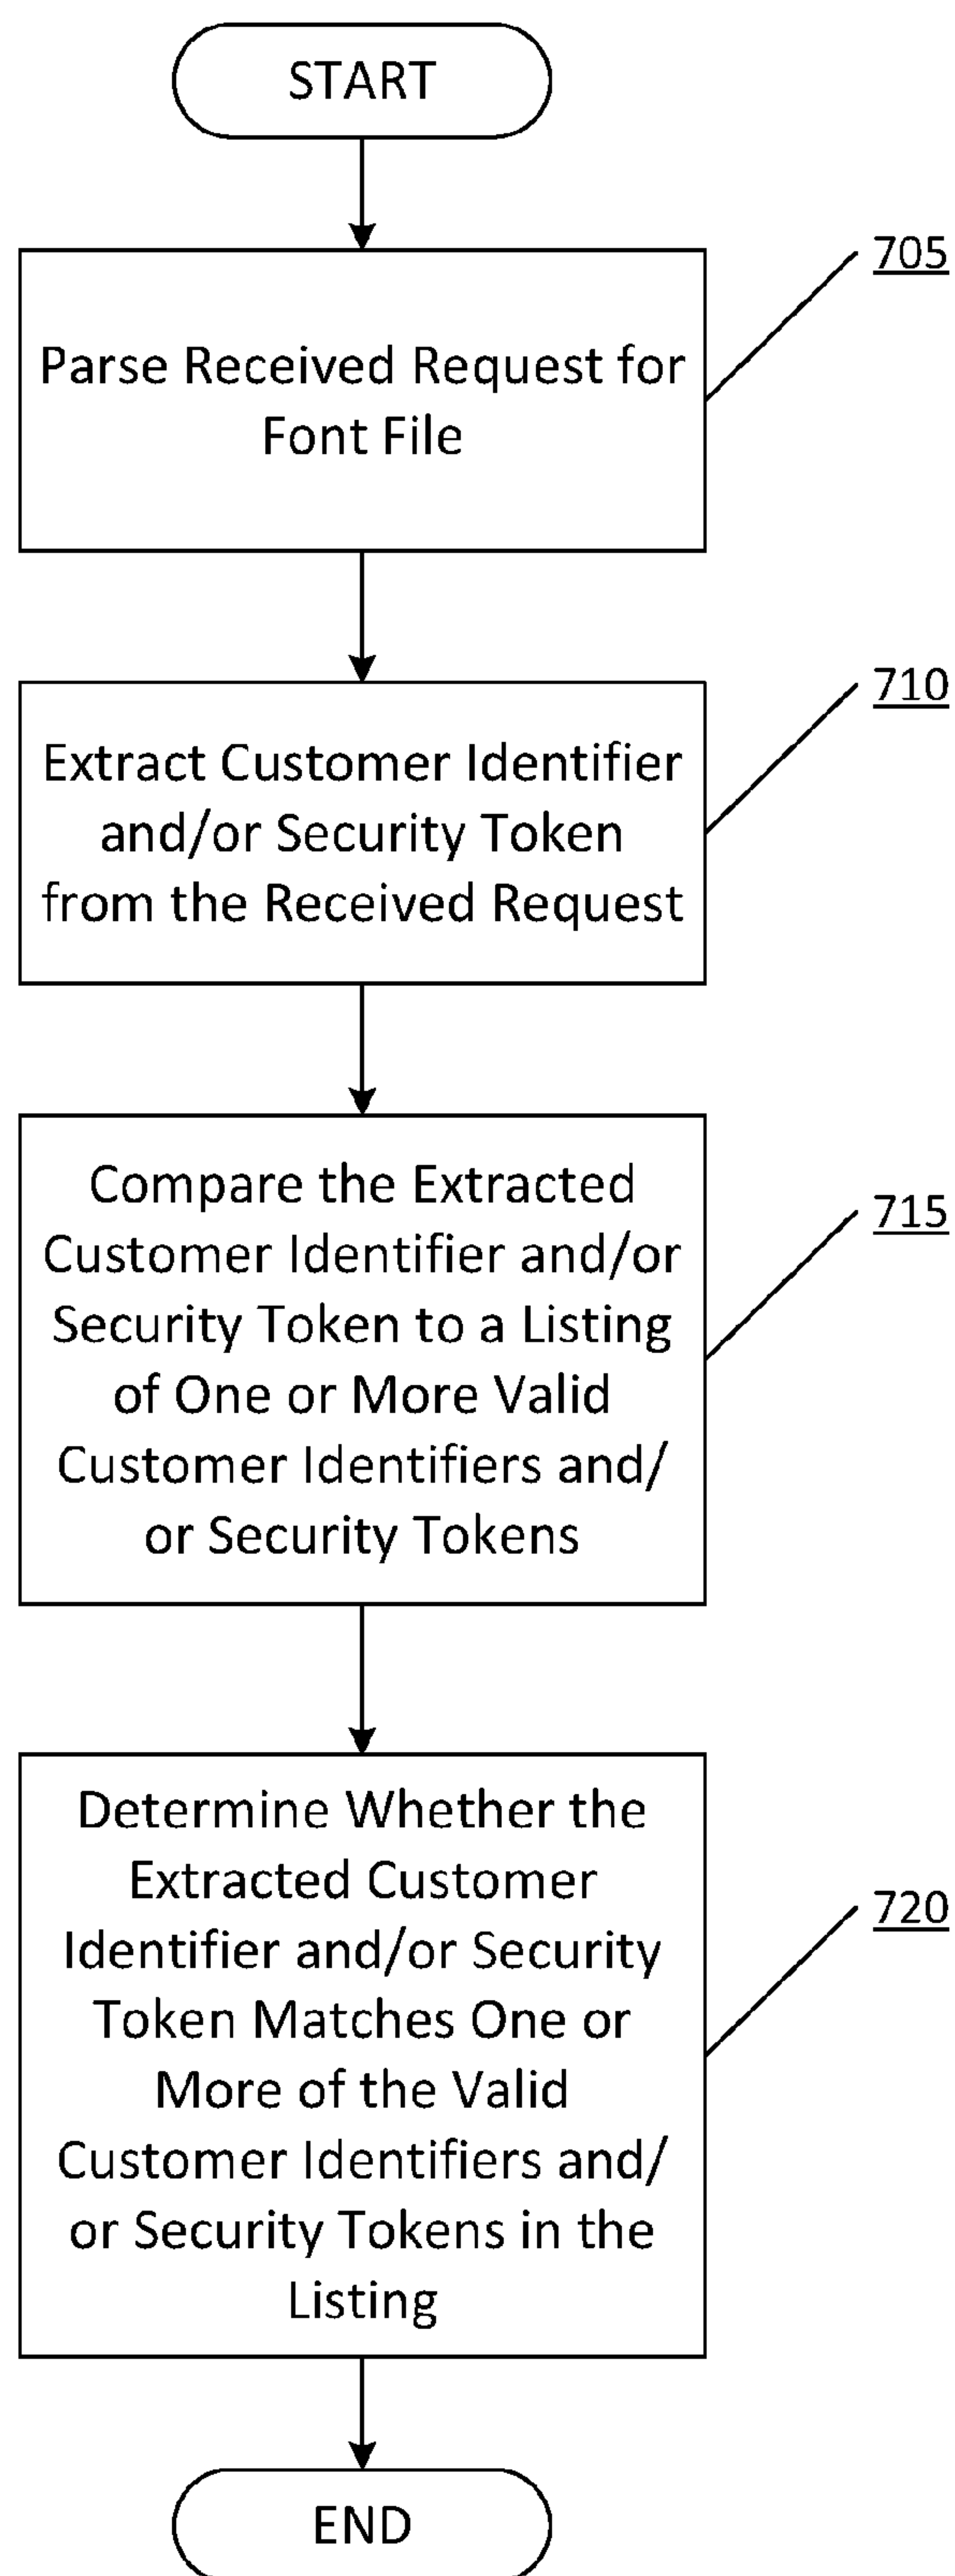 START
705
Parse Received Request for
Font File
710
Extract Customer Identifier
and/or Security Token
from the Received Request
715
Compare the Extracted
Customer Identifier and/or
Security Token to a Listing
of One or More Valid
Customer Identifiers and/
or Security Tokens
720
Determine Whether the
Extracted Customer
Identifier and/or Security
Token Matches One or
More of the Valid
Customer Identifiers and/
or Security Tokens in the
Listing
END